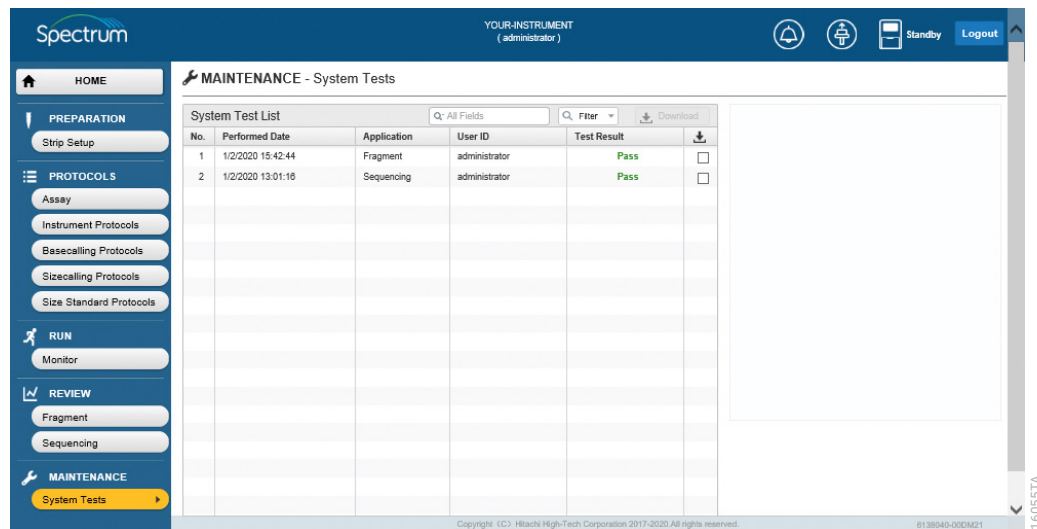 Spectrum
YOUR-INSTRUMENT
( administrator )
Standby
Logout
HOME
PREPARATION
Strip Setup
PROTOCOLS
Assay
Instrument Protocols
Basecalling Protocols
Sizecalling Protocols
Size Standard Protocols
RUN
Monitor
REVIEW
Fragment
Sequencing
MAINTENANCE
System Tests
MAINTENANCE - System Tests
System Test List
All Fields
Filter
Download
No. Performed Date Application User ID Test Result
1 1/2/2020 15:42:44 Fragment administrator Pass
2 1/2/2020 13:01:16 Sequencing administrator Pass
Copyright (C) Hitachi High-Tech Corporation 2017-2020.All rights reserved.
6138040-00DM21
16055TA